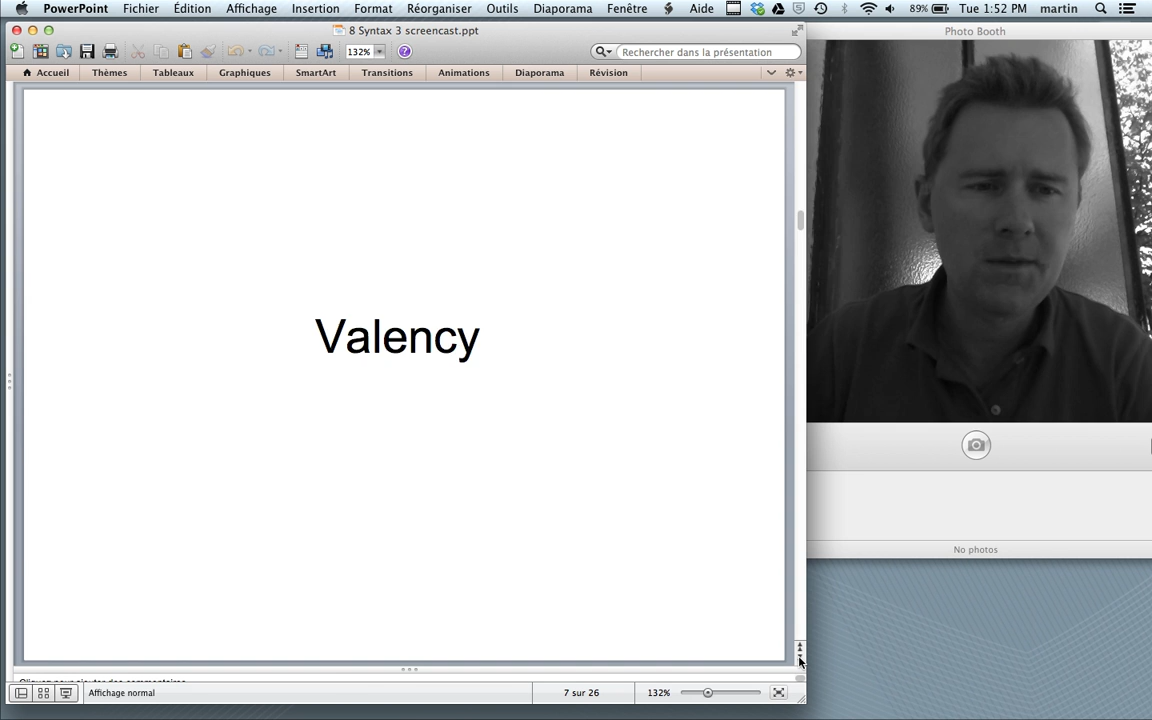 PowerPoint Fichier Édition Affichage Insertion Format Réorganiser Outils Diaporama Fenêtre Aide 89% Tue 1:52 PM martin
8 Syntax 3 screencast.ppt
Photo Booth
132% Rechercher dans la présentation
Accueil Thèmes Tableaux Graphiques SmartArt Transitions Animations Diaporama Révision
Valency
No photos
Affichage normal 7 sur 26 132%